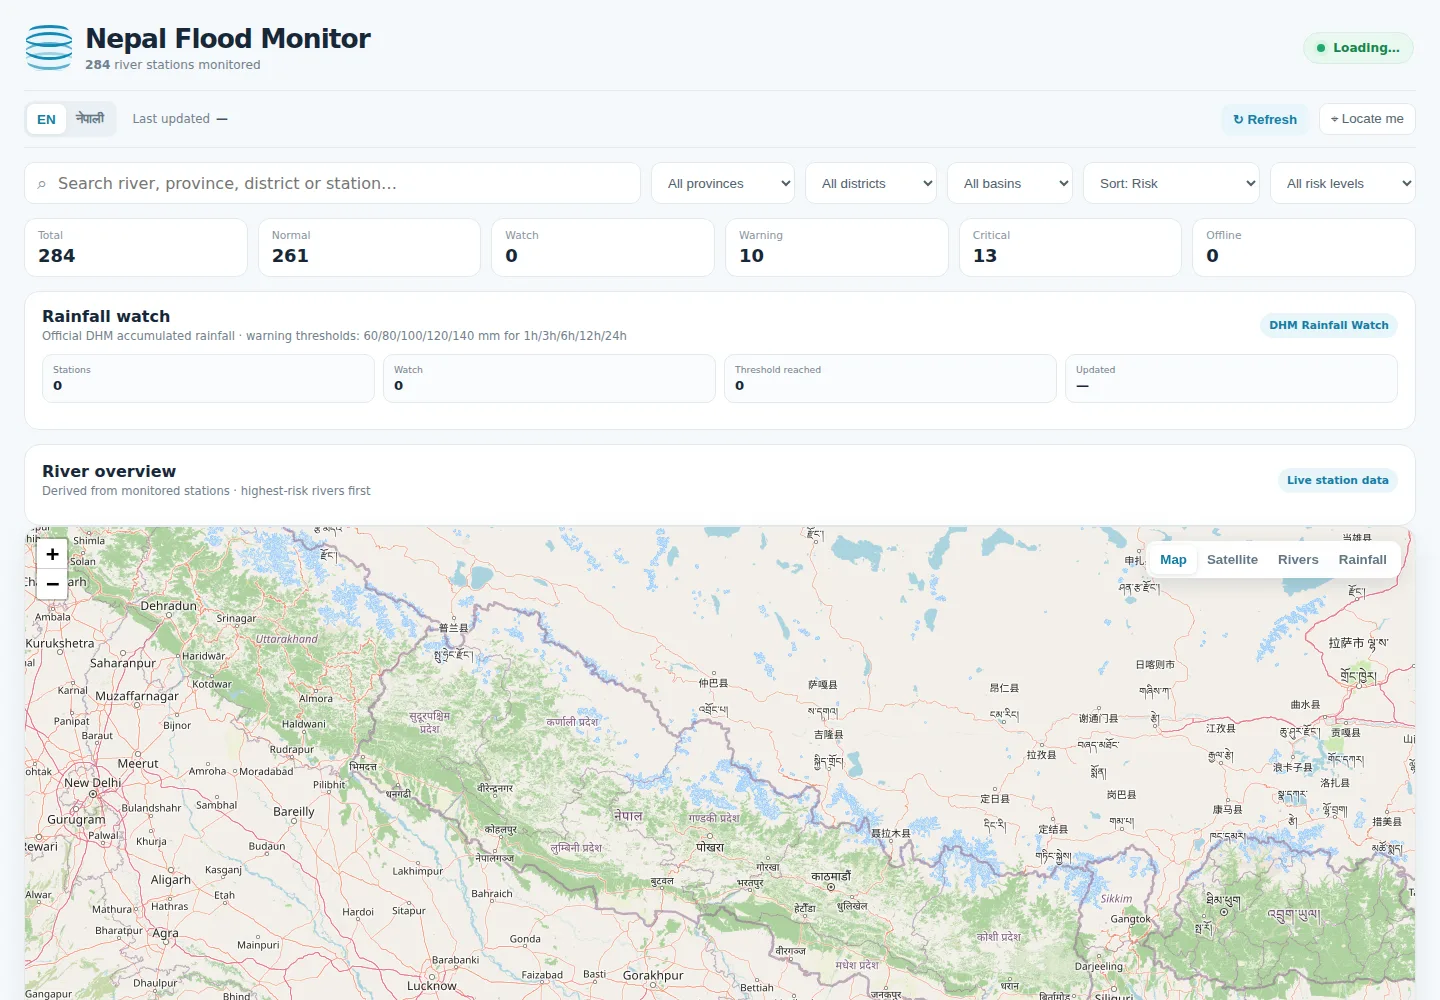 Nepal Flood Monitor
284 river stations monitored
Loading...
EN
नेपाली
Last updated —
↻ Refresh
⌖ Locate me
Search river, province, district or station...
All provinces
All districts
All basins
Sort: Risk
All risk levels
Total
284
Normal
261
Watch
0
Warning
10
Critical
13
Offline
0
Rainfall watch
Official DHM accumulated rainfall · warning thresholds: 60/80/100/120/140 mm for 1h/3h/6h/12h/24h
DHM Rainfall Watch
Stations
0
Watch
0
Threshold reached
0
Updated
—
River overview
Derived from monitored stations · highest-risk rivers first
Live station data
+
−
Map
Satellite
Rivers
Rainfall
Shimla
Solan
当雄县
Ambala
Dehradun
Srinagar
Uttarakhand
普兰县
Kurukshetra
Saharanpur
Haridwar
Kotdwar
Karnal
Muzaffarnagar
Almora
仲巴县
萨嘎县
日喀则市
昂仁县
拉萨市
Panipat
Bijnor
Baraut
Haldwani
सुदूरपश्चिम
प्रदेश
कर्णाली प्रदेश
吉隆县
谢通门县
曲水县
江孜县
贡嘎县
Rudrapur
Meerut
Amroha
Moradabad
भिमदत्त
拉孜县
浪卡子县
New Delhi
Pilibhit
धनगढी
वीरेन्द्रनगर
洛扎县
Bulandshahr
Sambhal
Bareilly
定日县
岗巴县
康马县
措美县
Gurugram
Palwal
Khurja
Budaun
कोहलपुर
नेपाल
गण्डकी प्रदेश
聂拉木县
定结县
Rewari
नेपालगञ्ज
लुम्बिनी प्रदेश
पोखरा
Aligarh
Kasganj
Lakhimpur
गोरखा
Alwar
Etah
Bahraich
बुटवल
भरतपुर
काठमाडौं
Mathura
Hathras
Hardoi
Sitapur
हेटौँडा
धुलिखेल
Sikkim
Gangtok
Bharatpur
Agra
Mainpuri
Gonda
वीरगञ्ज
कोशी प्रदेश
Barabanki
Faizabad
Basti
Gorakhpur
मधेश प्रदेश
Darjeeling
Dhaulpur
Lucknow
Bettiah
जनकपुर
धरान
Gangapur
Bhind
Siliguri